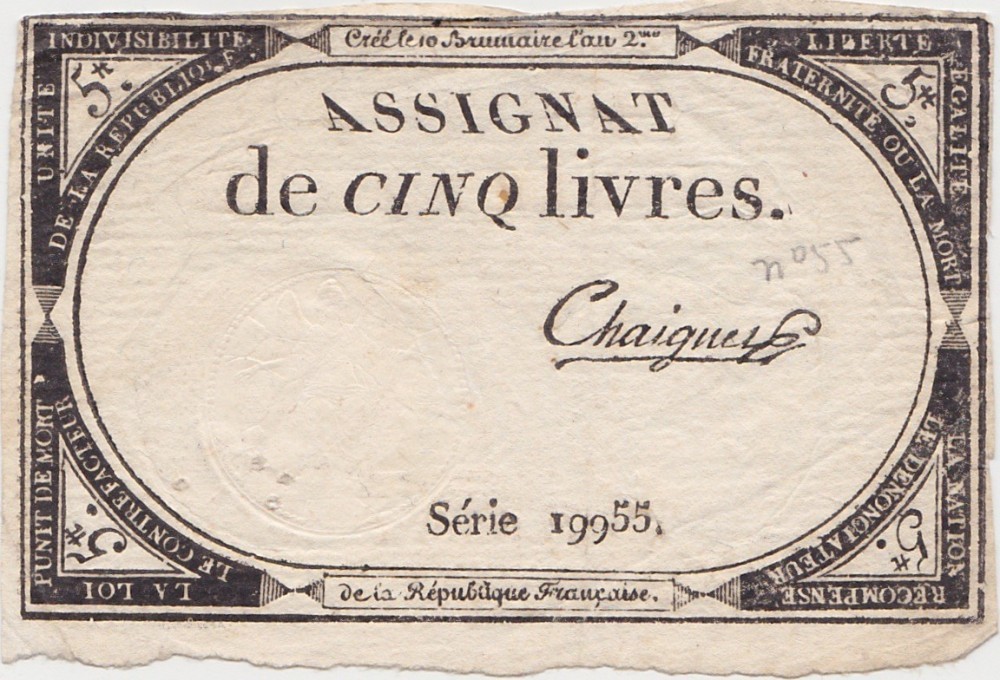 UNITE INDIVISIBILITE
DE LA REPUBLIQUE
5#
Créé le 10 Brumaire l'an 2.me
LIBERTE EGALITE
FRATERNITE OU LA MORT
5#
ASSIGNAT
de CINQ livres.
n° 055
Chaignet
Série 19955.
LA LOI PUNIT DE MORT
LE CONTREFACTEUR
5#
de la République Française.
LA NATION RECOMPENSE
LE DENONCIATEUR
5#